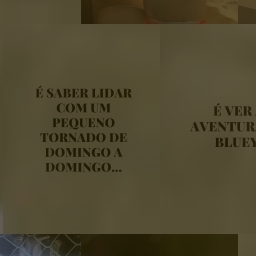 É SABER LIDAR
COM UM
PEQUENO
TORNADO DE
DOMINGO A
DOMINGO...
É VER
AVENTUR
BLUEY